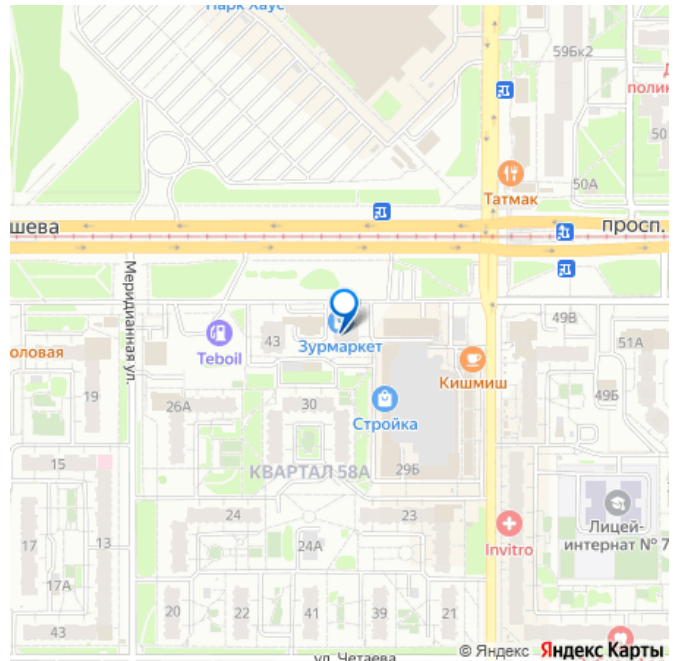 Парк Хаус
59Бк2
поли
50
50А
Татмак
шева
просп.
Меридианная ул.
49В
51А
43
Зурмаркет
Teboil
Кишмиш
оловая
19
26А
30
Стройка
49Б
15
КВАРТАЛ 58А
29Б
17
13
24
23
24А
Invitro
Лицей-
интернат № 7
17А
43
20
22
41
39
21
ул. Четаева
© Яндекс Яндекс Карты